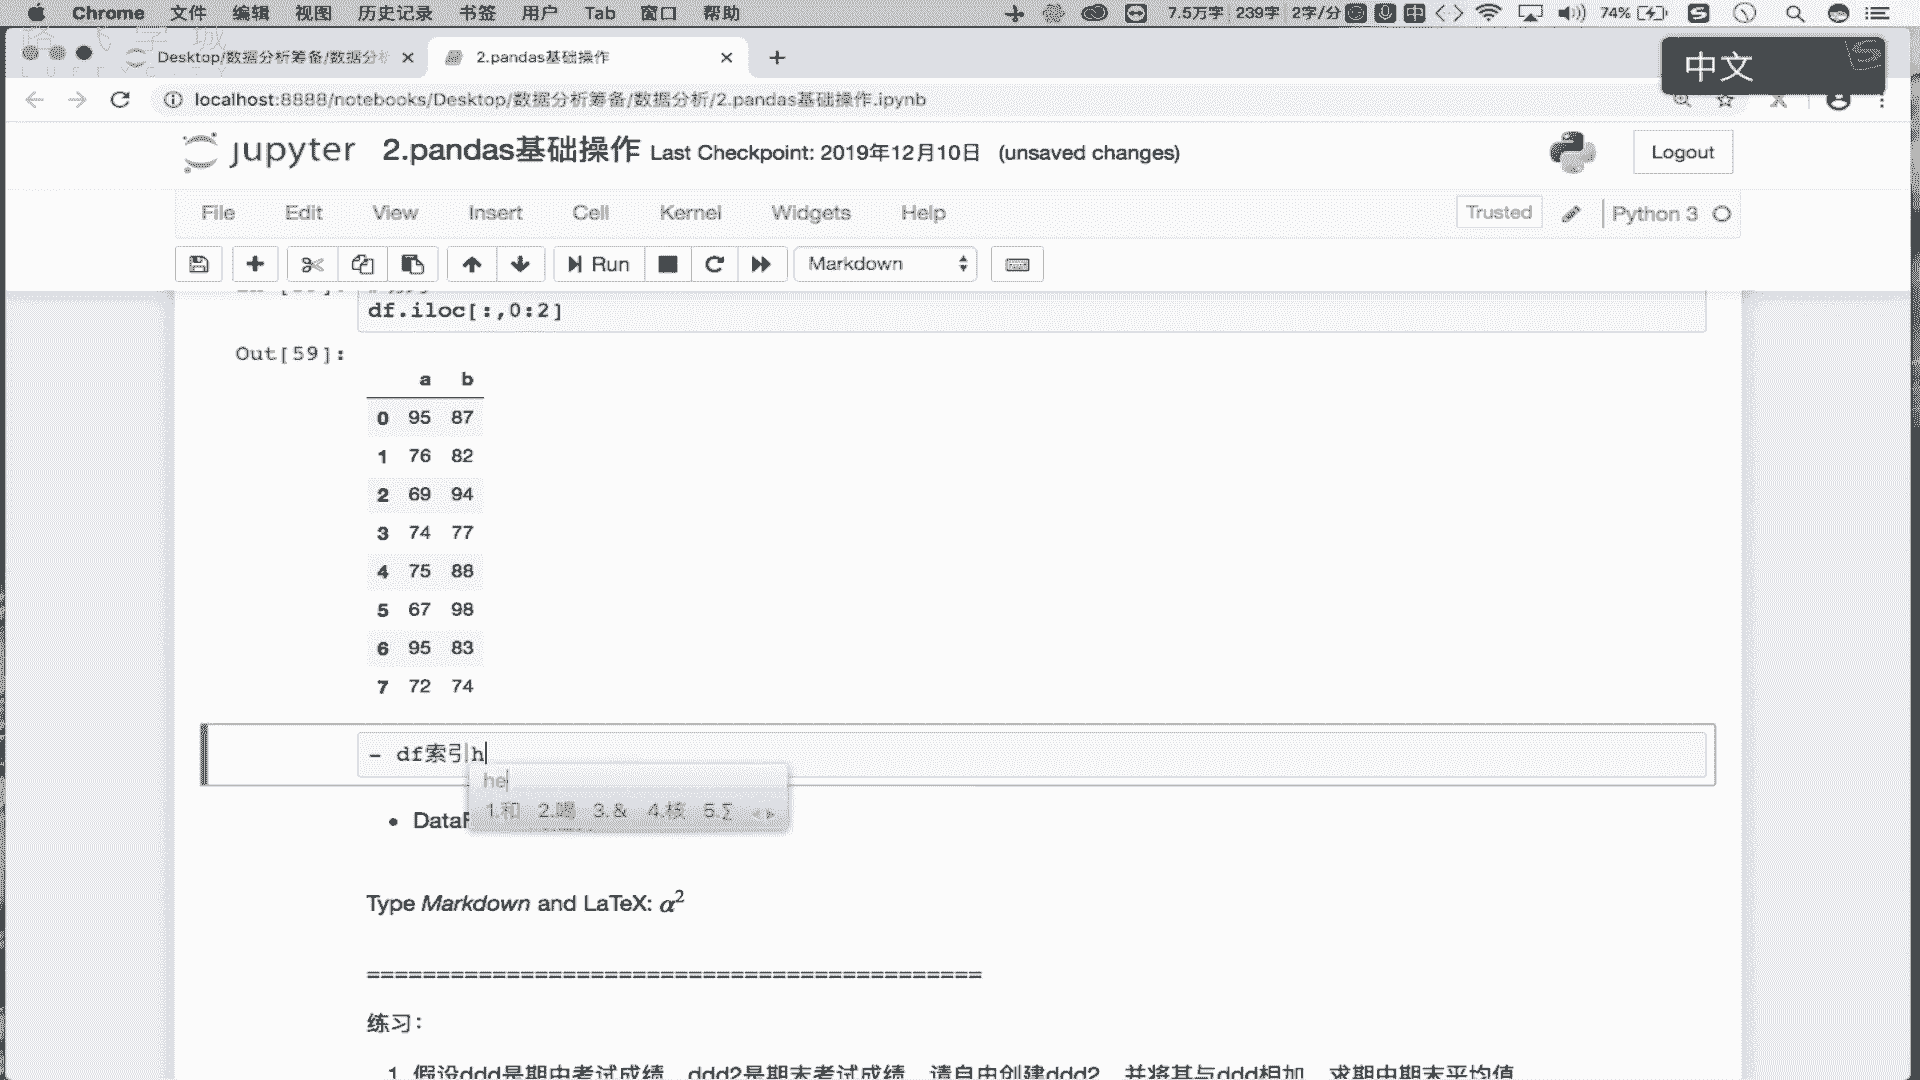 Chrome 文件 编辑 视图 历史记录 书签 用户 Tab 窗口 帮助 7.5万字 239字 2字/分 中 74%
Desktop/数据分析筹备/数据分析 2.pandas基础操作
中文
localhost:8888/notebooks/Desktop/数据分析筹备/数据分析/2.pandas基础操作.ipynb
jupyter 2.pandas基础操作 Last Checkpoint: 2019年12月10日 (unsaved changes) Logout
File Edit View Insert Cell Kernel Widgets Help Trusted Python 3
Run Markdown
df.iloc[:,0:2]
Out[59]:
a b
0 95 87
1 76 82
2 69 94
3 74 77
4 75 88
5 67 98
6 95 83
7 72 74
- df索引h
he
1.和 2.喝 3.& 4.核 5.∑
• DataF
Type Markdown and LaTeX: α²
============================================
练习：
1. 假设ddd是期中考试成绩，ddd2是期末考试成绩，请自由创建ddd2，并将其与ddd相加，求期中期末平均值